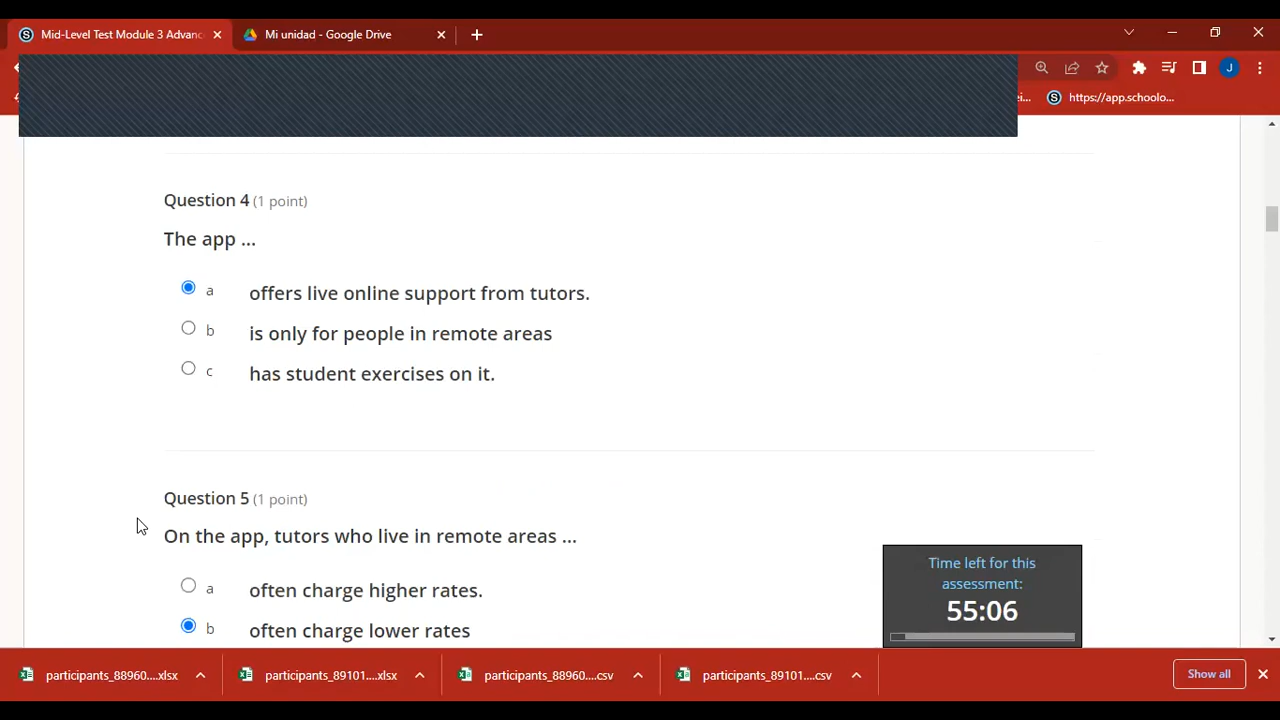 Mid-Level Test Module 3 Advanc
Mi unidad - Google Drive
J
ei...
https://app.schoolo...
Question 4 (1 point)
The app ...
a offers live online support from tutors.
b is only for people in remote areas
c has student exercises on it.
Question 5 (1 point)
On the app, tutors who live in remote areas ...
a often charge higher rates.
b often charge lower rates
Time left for this
assessment:
55:06
participants_88960....xlsx
participants_89101....xlsx
participants_88960....csv
participants_89101....csv
Show all